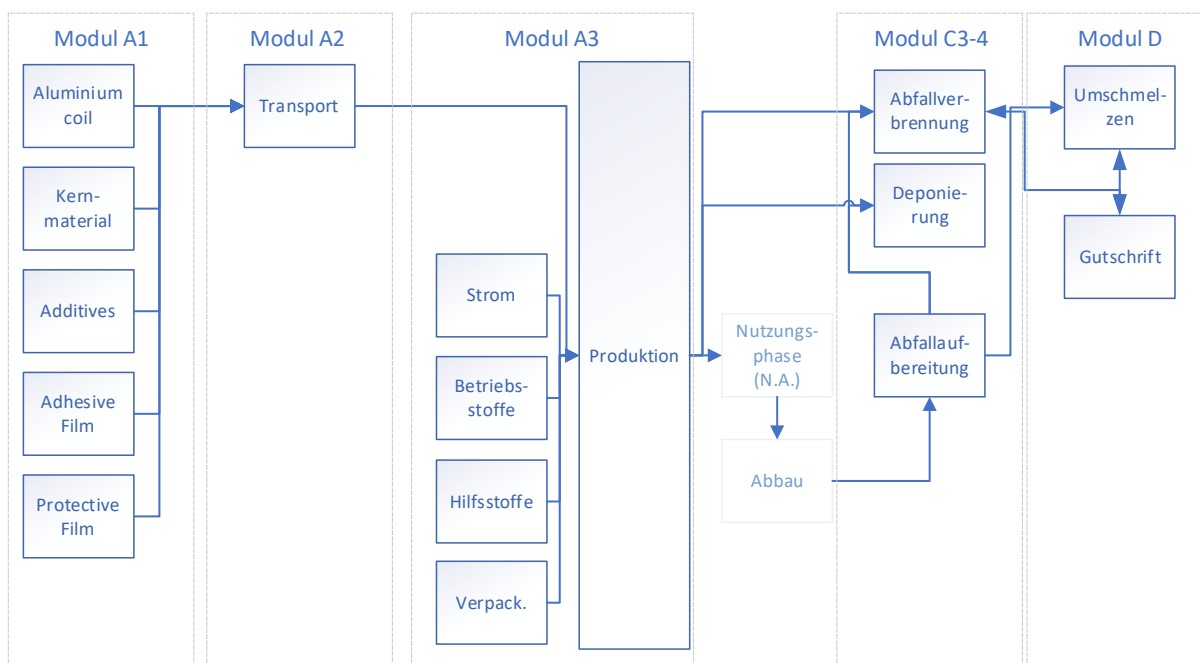 Modul A1
Modul A2
Modul A3
Modul C3-4
Modul D
Aluminium
coil
Kern-
material
Additives
Adhesive
Film
Protective
Film
Transport
Strom
Betriebs-
stoffe
Hilfsstoffe
Verpack.
Produktion
Nutzungs-
phase
(N.A.)
Abbau
Abfallver-
brennung
Deponie-
rung
Abfallauf-
bereitung
Umschmel-
zen
Gutschrift